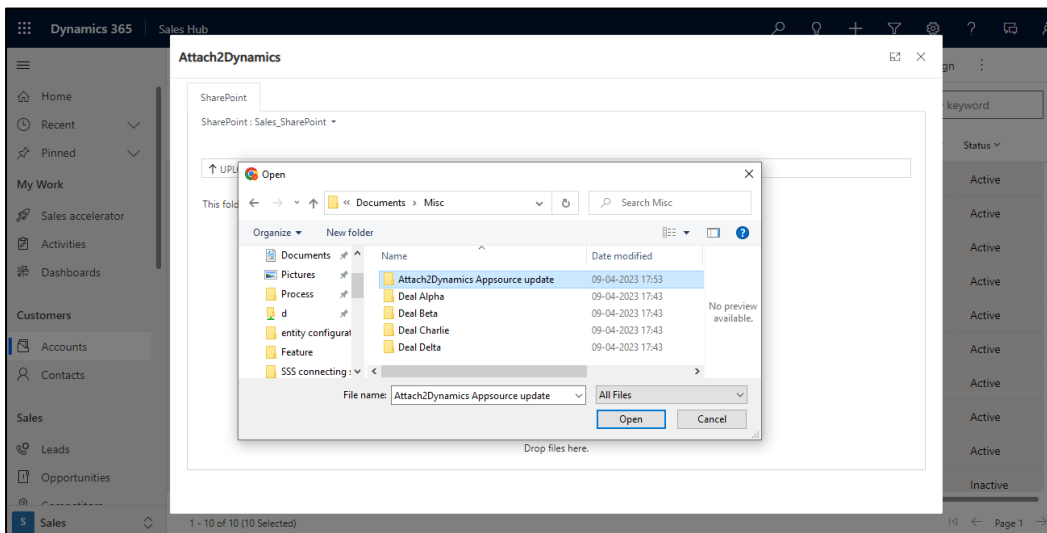 Dynamics 365 Sales Hub
Attach2Dynamics
gn
Home
Recent
Pinned
My Work
Sales accelerator
Activities
Dashboards
Customers
Accounts
Contacts
Sales
Leads
Opportunities
S Sales
SharePoint
SharePoint : Sales_SharePoint
UPL
This fold
Open
« Documents › Misc
Search Misc
Organize New folder
Documents
Pictures
Process
d
entity configurat
Feature
SSS connecting s
Name Date modified
Attach2Dynamics Appsource update 09-04-2023 17:53
Deal Alpha 09-04-2023 17:43
Deal Beta 09-04-2023 17:43
Deal Charlie 09-04-2023 17:43
Deal Delta 09-04-2023 17:43
No preview
available.
File name: Attach2Dynamics Appsource update All Files
Open Cancel
Drop files here.
keyword
Status
Active
Active
Active
Active
Active
Active
Active
Active
Active
Inactive
1 - 10 of 10 (10 Selected) Page 1